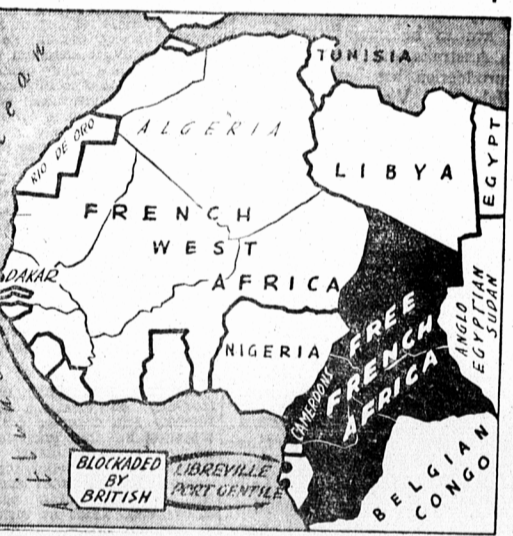 TUNISIA
ALGERIA
RIO DE ORO
LIBYA
EGYPT
FRENCH
WEST
AFRICA
DAKAR
NIGERIA
CAMEROONS
FREE
FRENCH
AFRICA
ANGLO
EGYPTIAN
SUDAN
BLOCKADED
BY
BRITISH
LIBREVILLE
PORT GENTILE
BELGIAN
CONGO